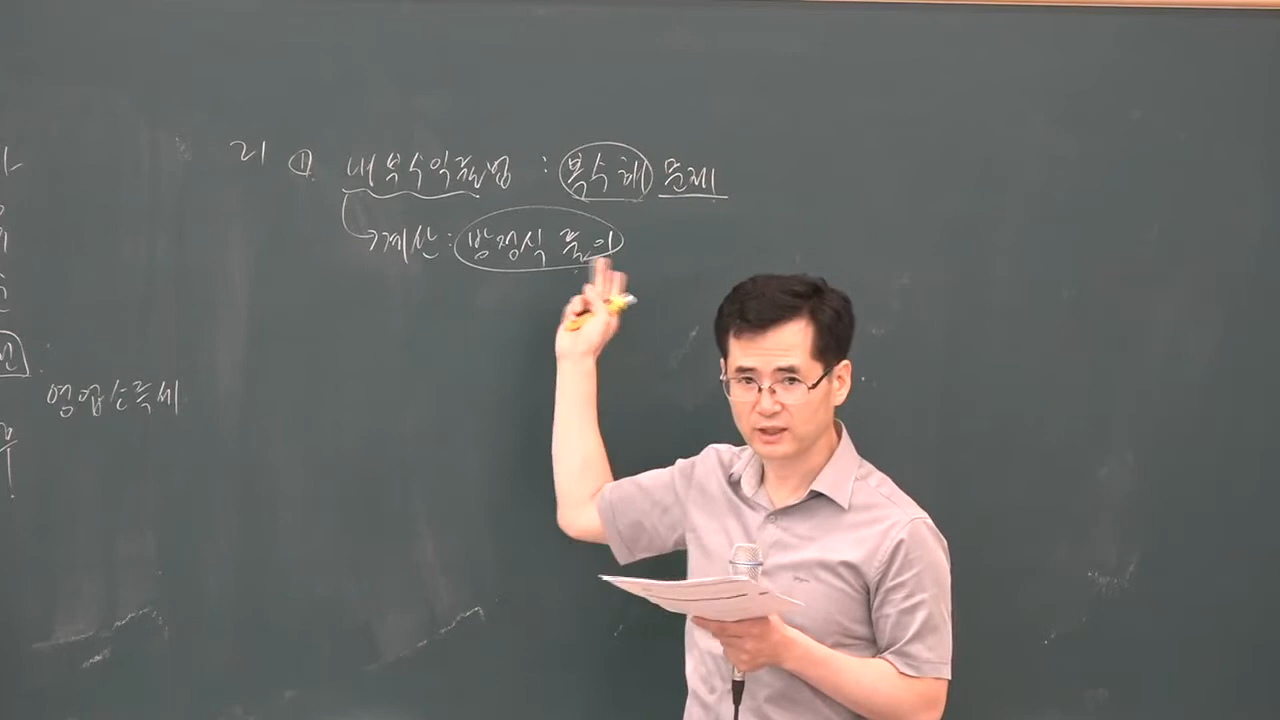 21 ① 내부수익률법 : 복수해 문제
계산 : 방정식 풀이
영업소득세